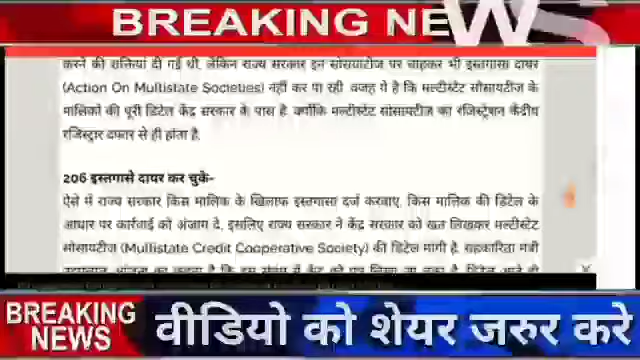 BREAKING NEWS
करने की शक्तियां दी गई थी, लेकिन राज्य सरकार इन सोसायटीज पर चाहकर भी इस्तगासा दायर
(Action On Multistate Societies) नहीं कर पा रही. वजह ये है कि मल्टीस्टेट सोसायटीज के
मालिकों की पूरी डिटेल केंद्र सरकार के पास है. क्योंकि मल्टीस्टेट सोसायटीज का रजिस्ट्रेशन केंद्रीय
रजिस्ट्रार दफ्तर से ही होता है.
206 इस्तगासे दायर कर चुके-
ऐसे में राज्य सरकार किस मालिक के खिलाफ इस्तगासा दर्ज करवाए, किस मालिक की डिटेल के
आधार पर कार्रवाई को अंजाम दे, इसलिए राज्य सरकार ने केंद्र सरकार को खत लिखकर मल्टीस्टेट
सोसायटीज (Multistate Credit Cooperative Society) की डिटेल मांगी है. सहकारिता मंत्री
BREAKING
NEWS
वीडियो को शेयर जरुर करे